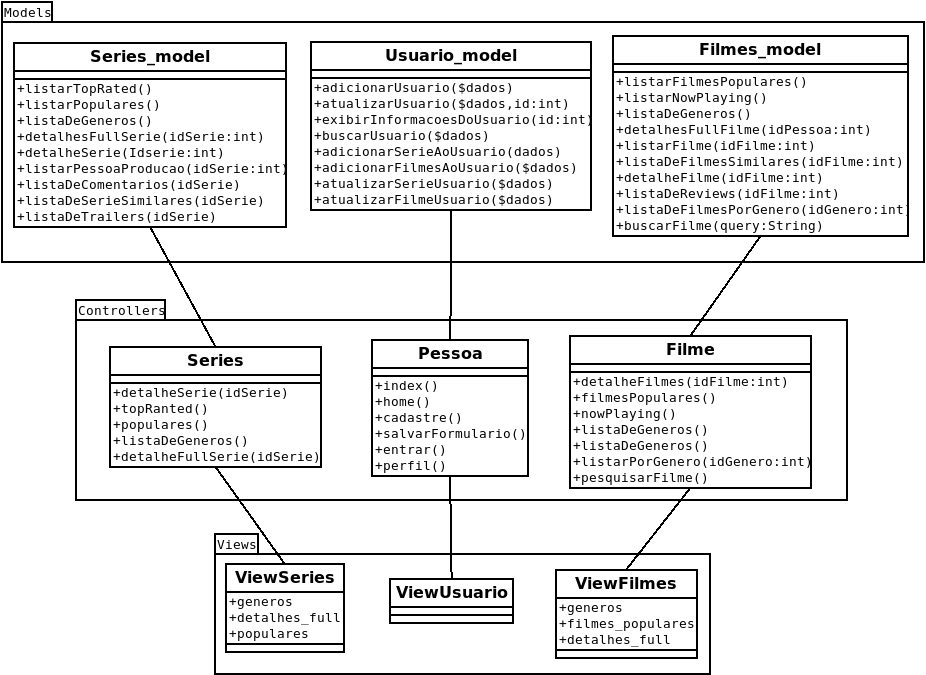 Models
Series_model
+listarTopRated()
+listarPopulares()
+listaDeGeneros()
+detalhesFullSerie(idSerie:int)
+detalheSerie(Idserie:int)
+listarPessoaProducao(idSerie:int)
+listaDeComentarios(idSerie)
+listaDeSerieSimilares(idSerie)
+listaDeTrailers(idSerie)
Usuario_model
+adicionarUsuario($dados)
+atualizarUsuario($dados,id:int)
+exibirInformacoesDoUsuario(id:int)
+buscarUsuario($dados)
+adicionarSerieAoUsuario(dados)
+adicionarFilmesAoUsuario($dados)
+atualizarSerieUsuario($dados)
+atualizarFilmeUsuario($dados)
Filmes_model
+listarFilmesPopulares()
+listarNowPlaying()
+listaDeGeneros()
+detalhesFullFilme(idPessoa:int)
+listarFilme(idFilme:int)
+listaDeFilmesSimilares(idFilme:int)
+detalheFilme(idFilme:int)
+listaDeReviews(idFilme:int)
+listaDeFilmesPorGenero(idGenero:int)
+buscarFilme(query:String)
Controllers
Series
+detalheSerie(idSerie)
+topRanted()
+populares()
+listaDeGeneros()
+detalheFullSerie(idSerie)
Pessoa
+index()
+home()
+cadastre()
+salvarFormulario()
+entrar()
+perfil()
Filme
+detalheFilmes(idFilme:int)
+filmesPopulares()
+nowPlaying()
+listaDeGeneros()
+listaDeGeneros()
+listarPorGenero(idGenero:int)
+pesquisarFilme()
Views
ViewSeries
+generos
+detalhes_full
+populares
ViewUsuario
ViewFilmes
+generos
+filmes_populares
+detalhes_full